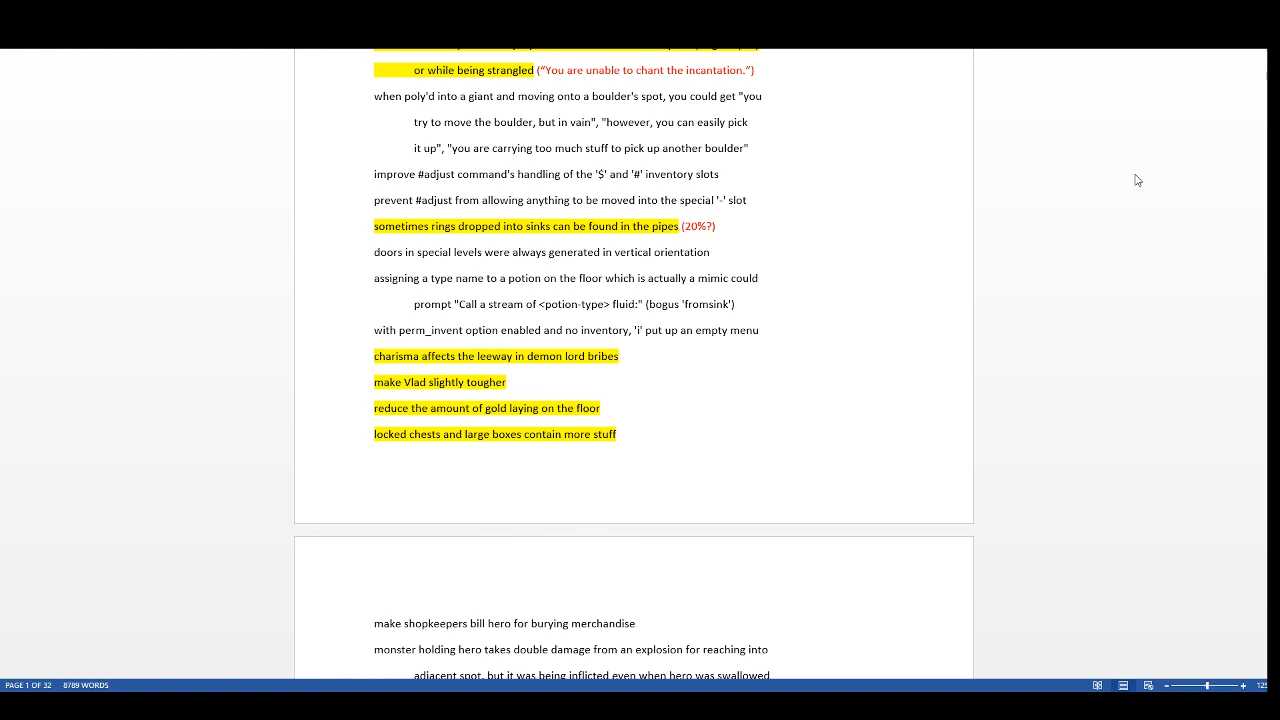 or while being strangled (“You are unable to chant the incantation.”)
when poly'd into a giant and moving onto a boulder's spot, you could get "you
try to move the boulder, but in vain", "however, you can easily pick
it up", "you are carrying too much stuff to pick up another boulder"
improve #adjust command's handling of the '$' and '#' inventory slots
prevent #adjust from allowing anything to be moved into the special '-' slot
sometimes rings dropped into sinks can be found in the pipes (20%?)
doors in special levels were always generated in vertical orientation
assigning a type name to a potion on the floor which is actually a mimic could
prompt "Call a stream of <potion-type> fluid:" (bogus 'fromsink')
with perm_invent option enabled and no inventory, 'i' put up an empty menu
charisma affects the leeway in demon lord bribes
make Vlad slightly tougher
reduce the amount of gold laying on the floor
locked chests and large boxes contain more stuff
make shopkeepers bill hero for burying merchandise
monster holding hero takes double damage from an explosion for reaching into
adjacent spot, but it was being inflicted even when hero was swallowed
PAGE 1 OF 32 8789 WORDS